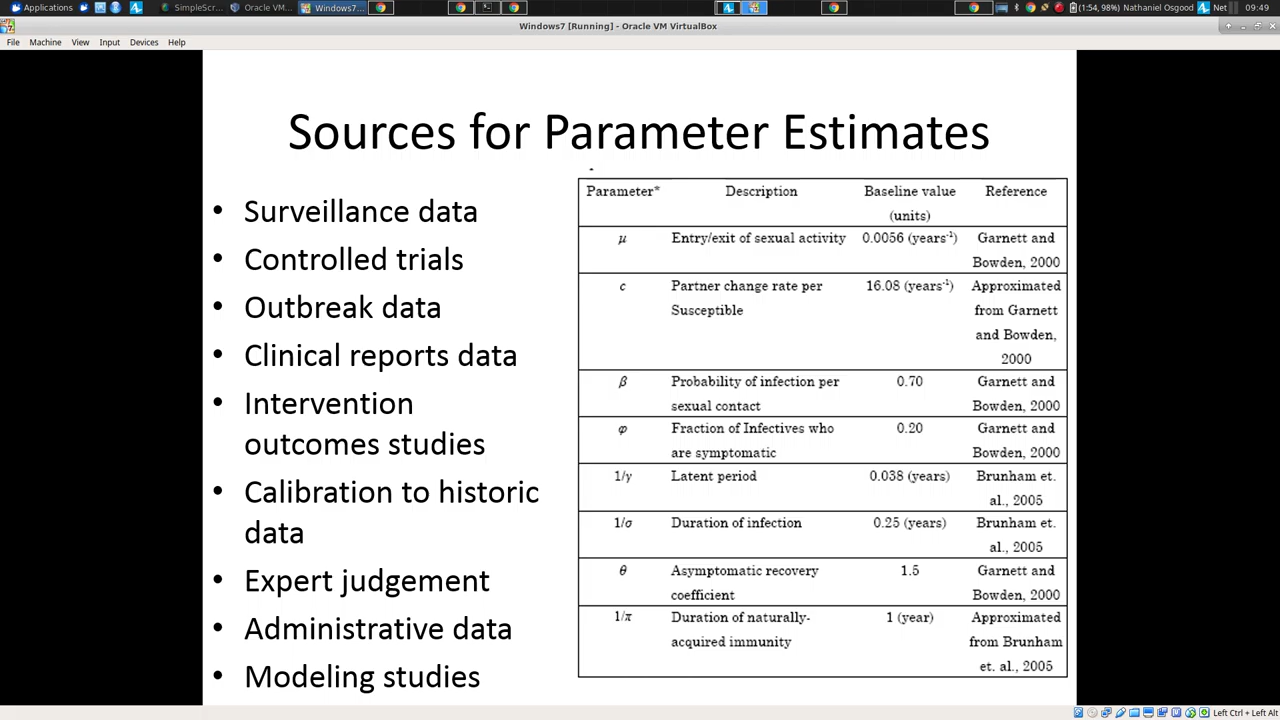 Applications
SimpleScr...
Oracle VM...
Windows7...
(1:54, 98%)
Nathaniel Osgood
Net
09:49
Windows7 [Running] - Oracle VM VirtualBox
File Machine View Input Devices Help
Sources for Parameter Estimates
• Surveillance data
• Controlled trials
• Outbreak data
• Clinical reports data
• Intervention
outcomes studies
• Calibration to historic
data
• Expert judgement
• Administrative data
• Modeling studies
Parameter* Description Baseline value Reference
(units)
μ Entry/exit of sexual activity 0.0056 (years⁻¹) Garnett and
Bowden, 2000
c Partner change rate per 16.08 (years⁻¹) Approximated
Susceptible from Garnett
and Bowden,
2000
β Probability of infection per 0.70 Garnett and
sexual contact Bowden, 2000
φ Fraction of Infectives who 0.20 Garnett and
are symptomatic Bowden, 2000
1/γ Latent period 0.038 (years) Brunham et.
al., 2005
1/σ Duration of infection 0.25 (years) Brunham et.
al., 2005
θ Asymptomatic recovery 1.5 Garnett and
coefficient Bowden, 2000
1/π Duration of naturally- 1 (year) Approximated
acquired immunity from Brunham
et. al., 2005
Left Ctrl + Left Alt